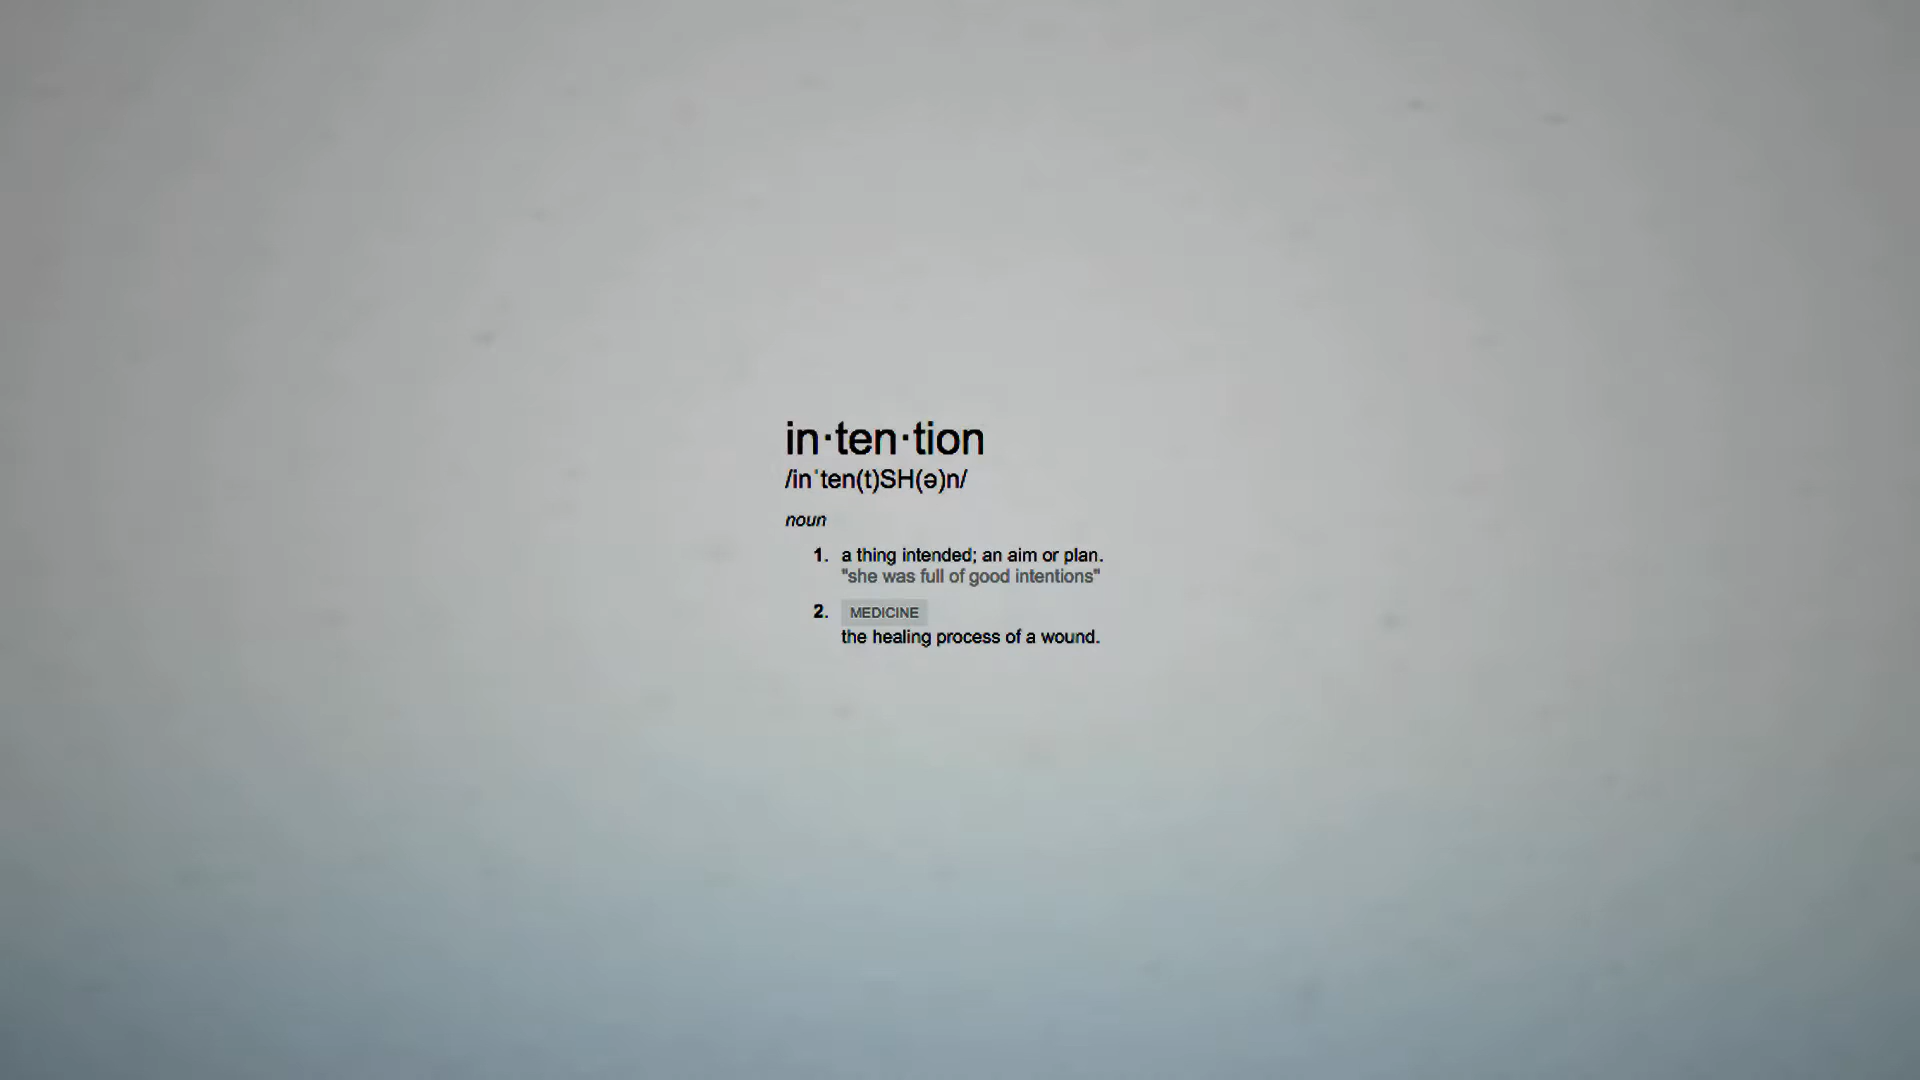 in·ten·tion
/inˈten(t)SH(ə)n/
noun
1. a thing intended; an aim or plan.
"she was full of good intentions"
2. MEDICINE
the healing process of a wound.